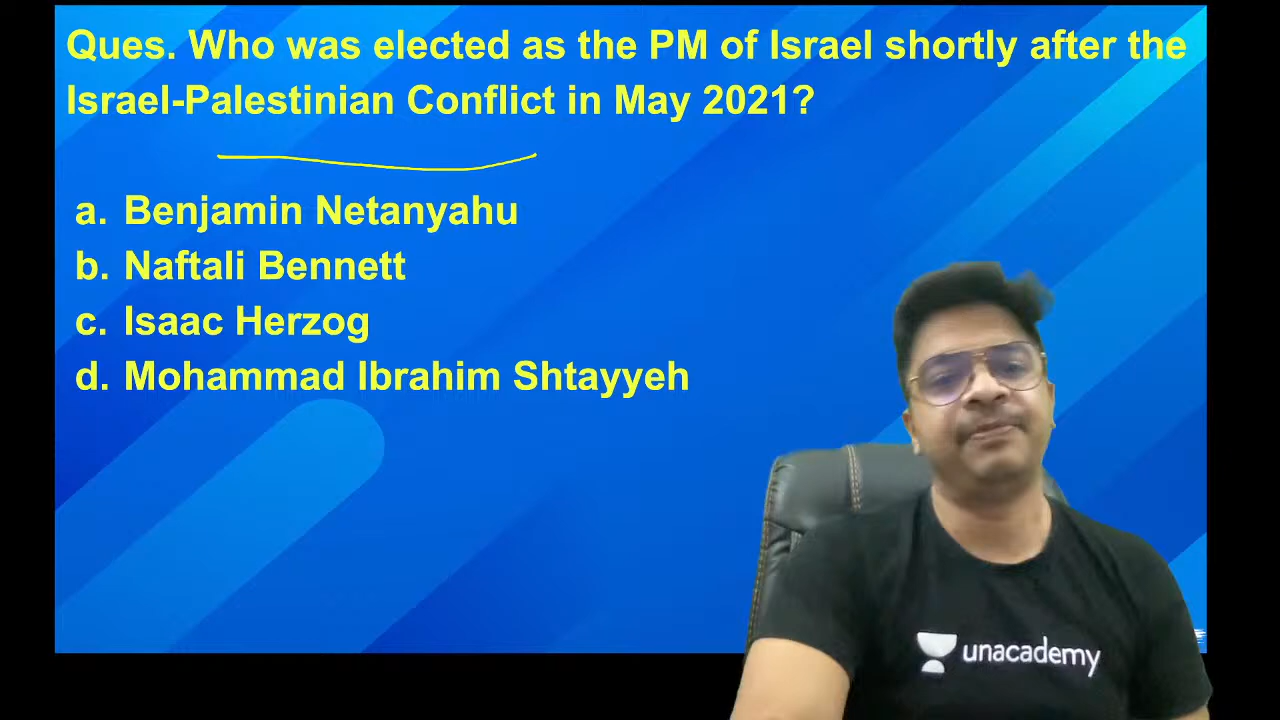 Ques. Who was elected as the PM of Israel shortly after the
Israel-Palestinian Conflict in May 2021?
a. Benjamin Netanyahu
b. Naftali Bennett
c. Isaac Herzog
d. Mohammad Ibrahim Shtayyeh
unacademy